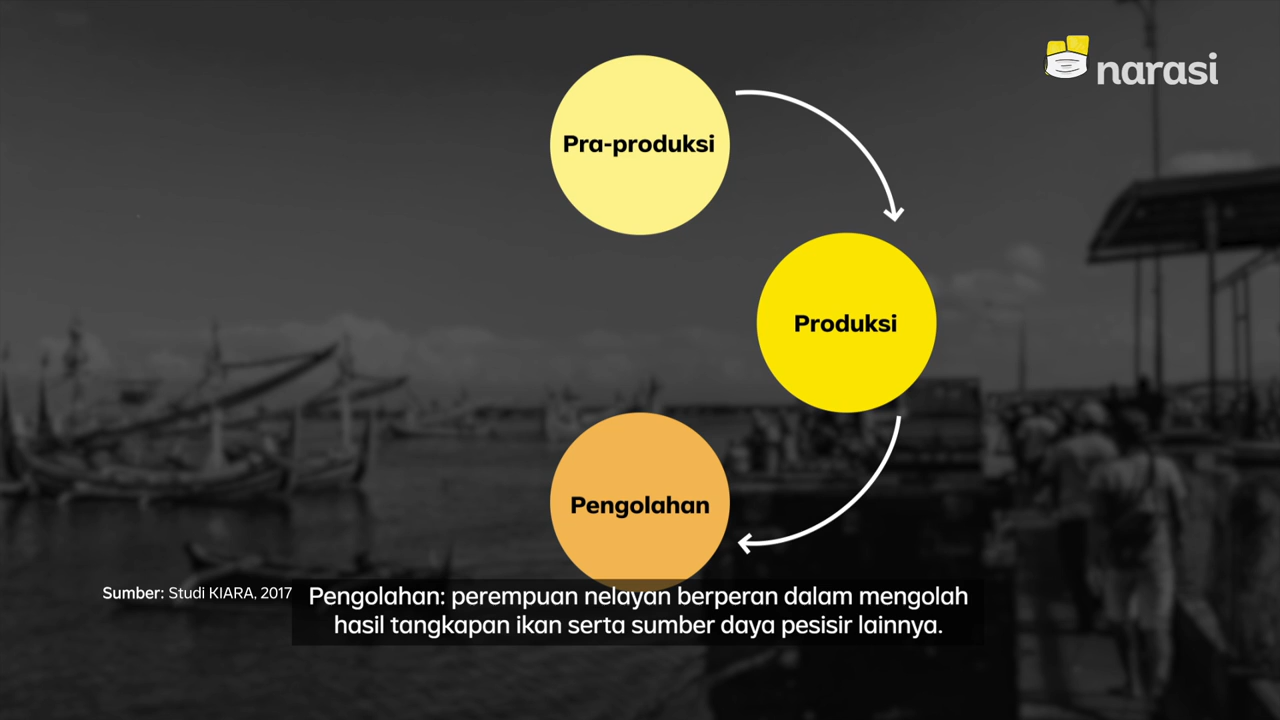 narasi
Pra-produksi
Produksi
Pengolahan
Sumber: Studi KIARA, 2017
Pengolahan: perempuan nelayan berperan dalam mengolah
hasil tangkapan ikan serta sumber daya pesisir lainnya.